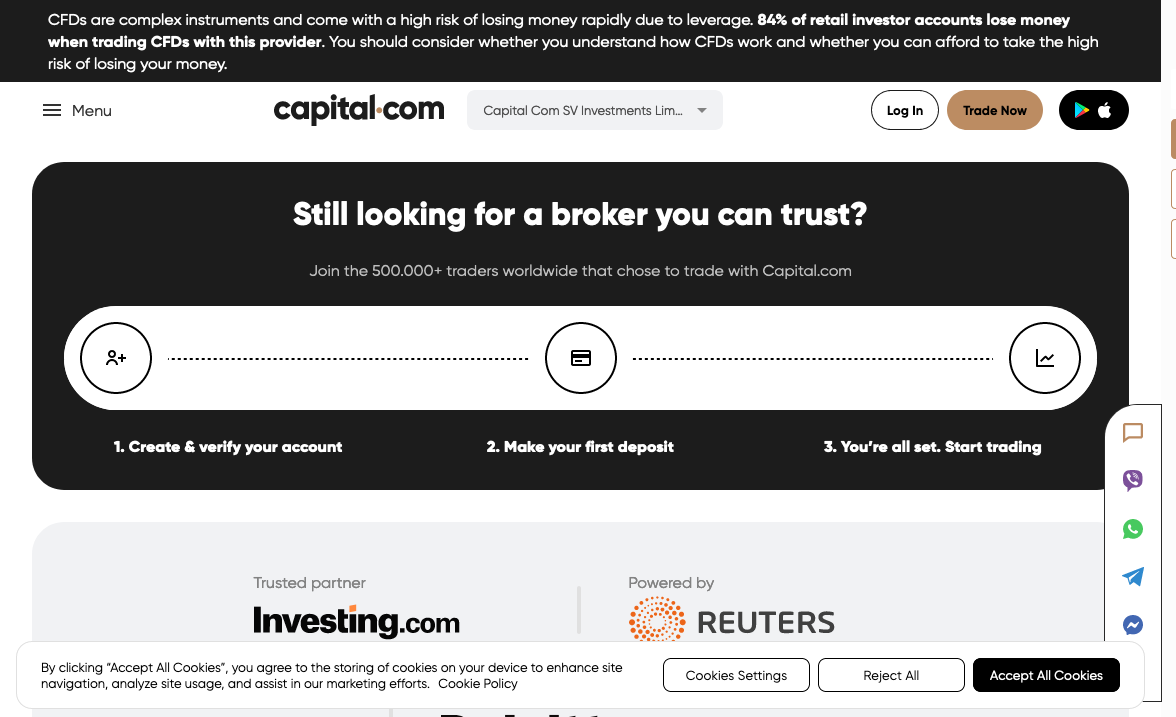 CFDs are complex instruments and come with a high risk of losing money rapidly due to leverage. 84% of retail investor accounts lose money
when trading CFDs with this provider. You should consider whether you understand how CFDs work and whether you can afford to take the high
risk of losing your money.
Menu
capital.com
Capital Com SV Investments Lim...
Log In
Trade Now
Still looking for a broker you can trust?
Join the 500.000+ traders worldwide that chose to trade with Capital.com
1. Create & verify your account
2. Make your first deposit
3. You're all set. Start trading
Trusted partner
Investing.com
Powered by
REUTERS
By clicking “Accept All Cookies”, you agree to the storing of cookies on your device to enhance site
navigation, analyze site usage, and assist in our marketing efforts. Cookie Policy
Cookies Settings
Reject All
Accept All Cookies